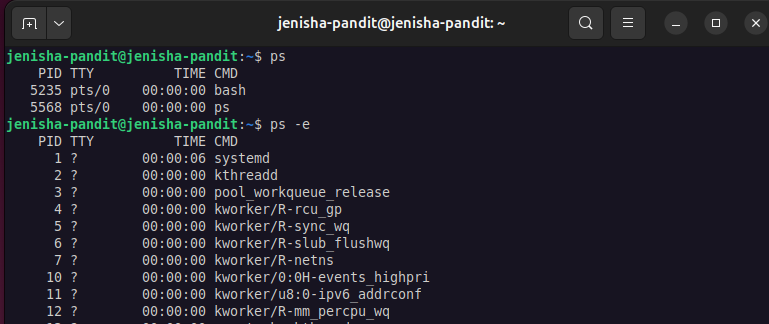 jenisha-pandit@jenisha-pandit: ~
jenisha-pandit@jenisha-pandit:~$ ps
PID TTY TIME CMD
5235 pts/0 00:00:00 bash
5568 pts/0 00:00:00 ps
jenisha-pandit@jenisha-pandit:~$ ps -e
PID TTY TIME CMD
1 ? 00:00:06 systemd
2 ? 00:00:00 kthreadd
3 ? 00:00:00 pool_workqueue_release
4 ? 00:00:00 kworker/R-rcu_gp
5 ? 00:00:00 kworker/R-sync_wq
6 ? 00:00:00 kworker/R-slub_flushwq
7 ? 00:00:00 kworker/R-netns
10 ? 00:00:00 kworker/0:0H-events_highpri
11 ? 00:00:00 kworker/u8:0-ipv6_addrconf
12 ? 00:00:00 kworker/R-mm_percpu_wq